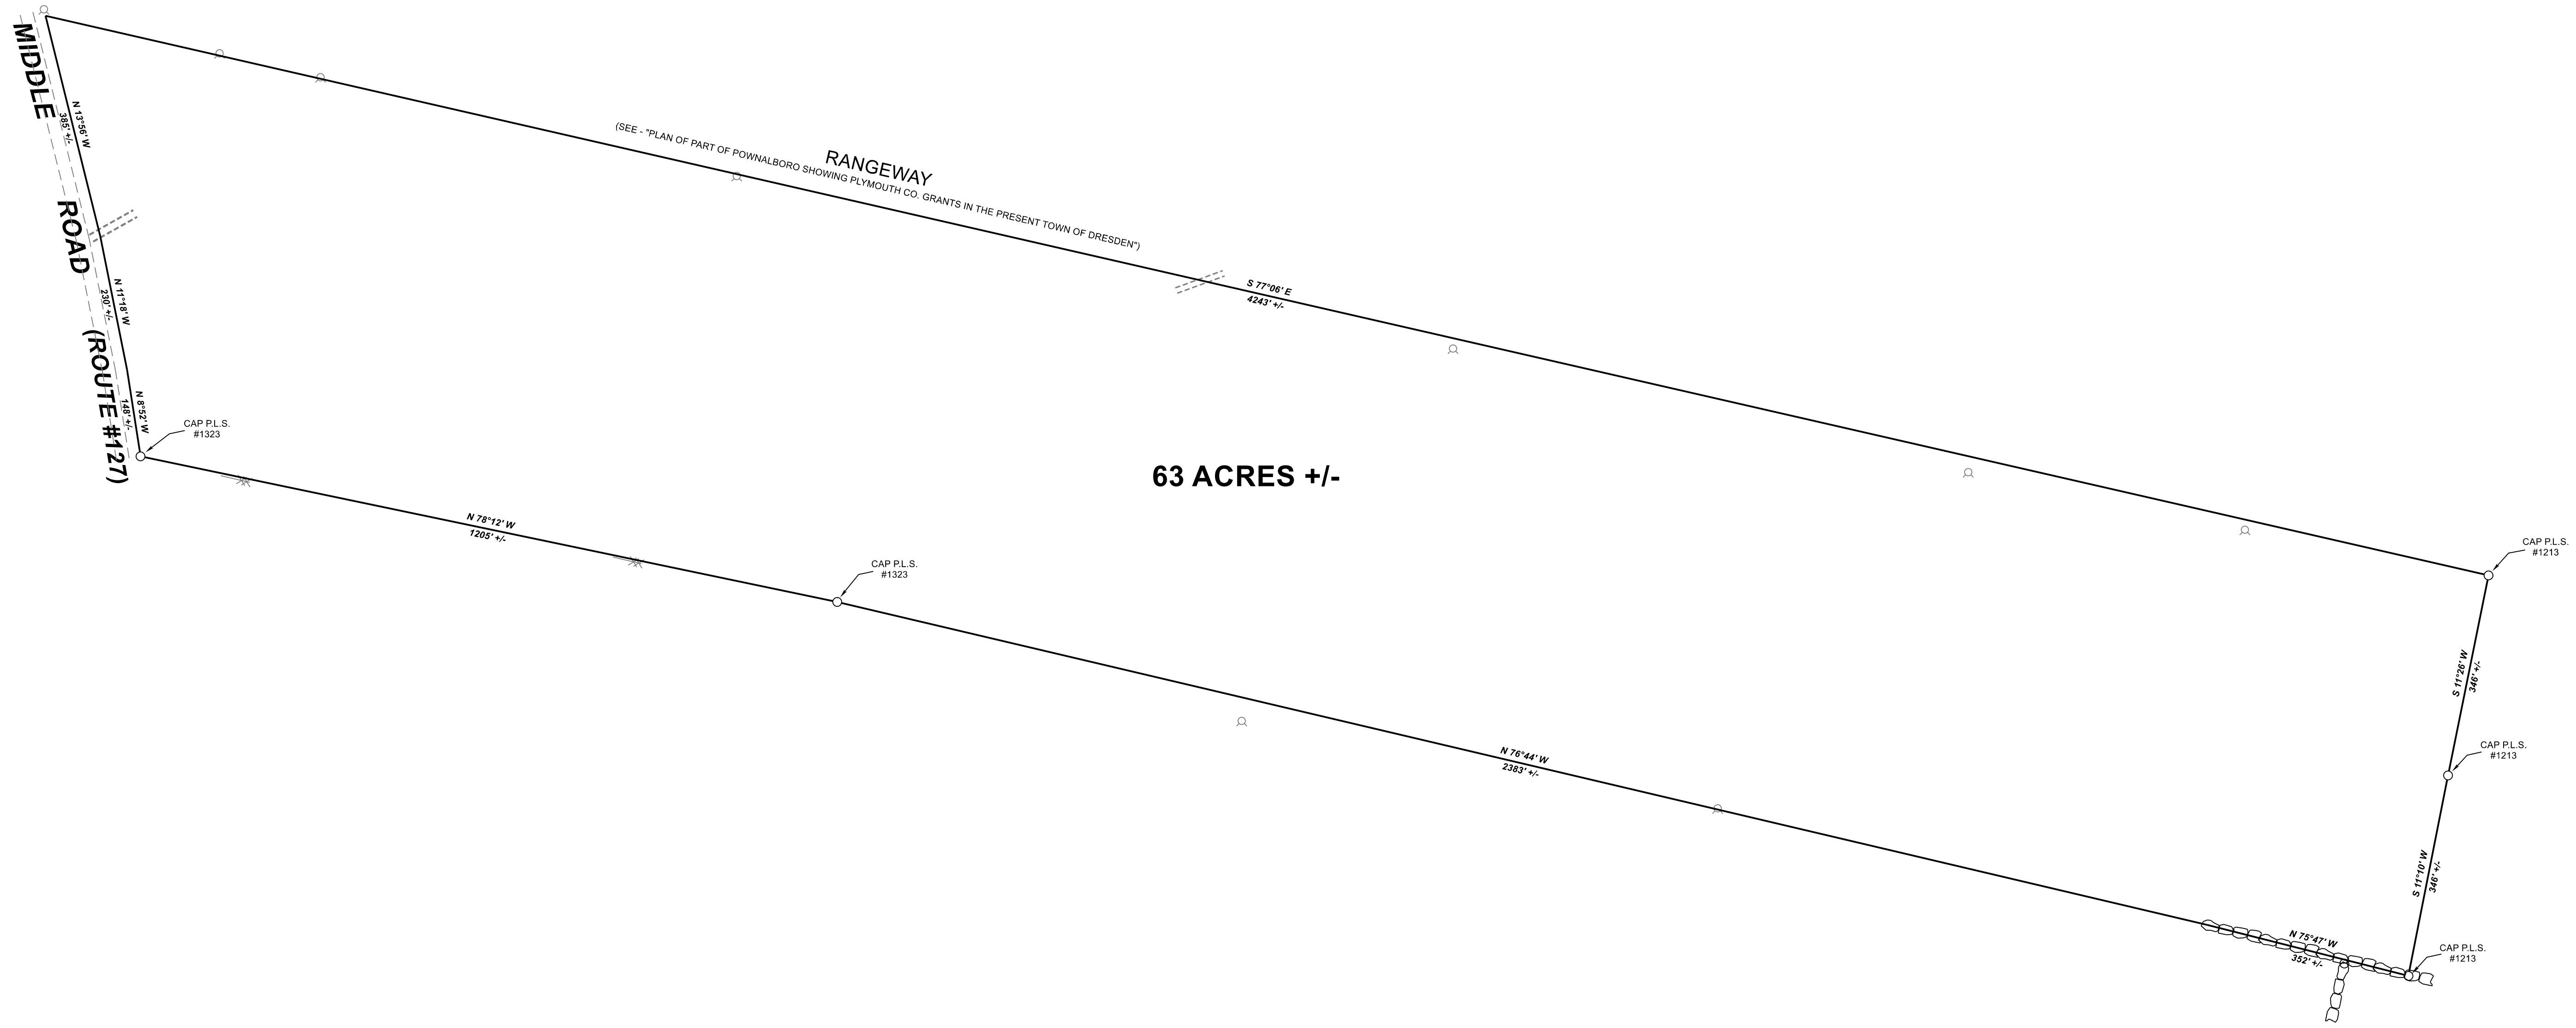 MIDDLE ROAD (ROUTE #127)
N 13°56' W
385' +/-
N 11°18' W
230' +/-
N 8°52' W
148' +/-
RANGEWAY
(SEE - "PLAN OF PART OF POWNALBORO SHOWING PLYMOUTH CO. GRANTS IN THE PRESENT TOWN OF DRESDEN")
S 77°06' E
4243' +/-
CAP P.L.S.
#1323
63 ACRES +/-
N 78°12' W
1205' +/-
CAP P.L.S.
#1323
CAP P.L.S.
#1213
S 11°26' W
346' +/-
N 76°44' W
2383' +/-
CAP P.L.S.
#1213
S 11°10' W
346' +/-
N 75°47' W
352' +/-
CAP P.L.S.
#1213